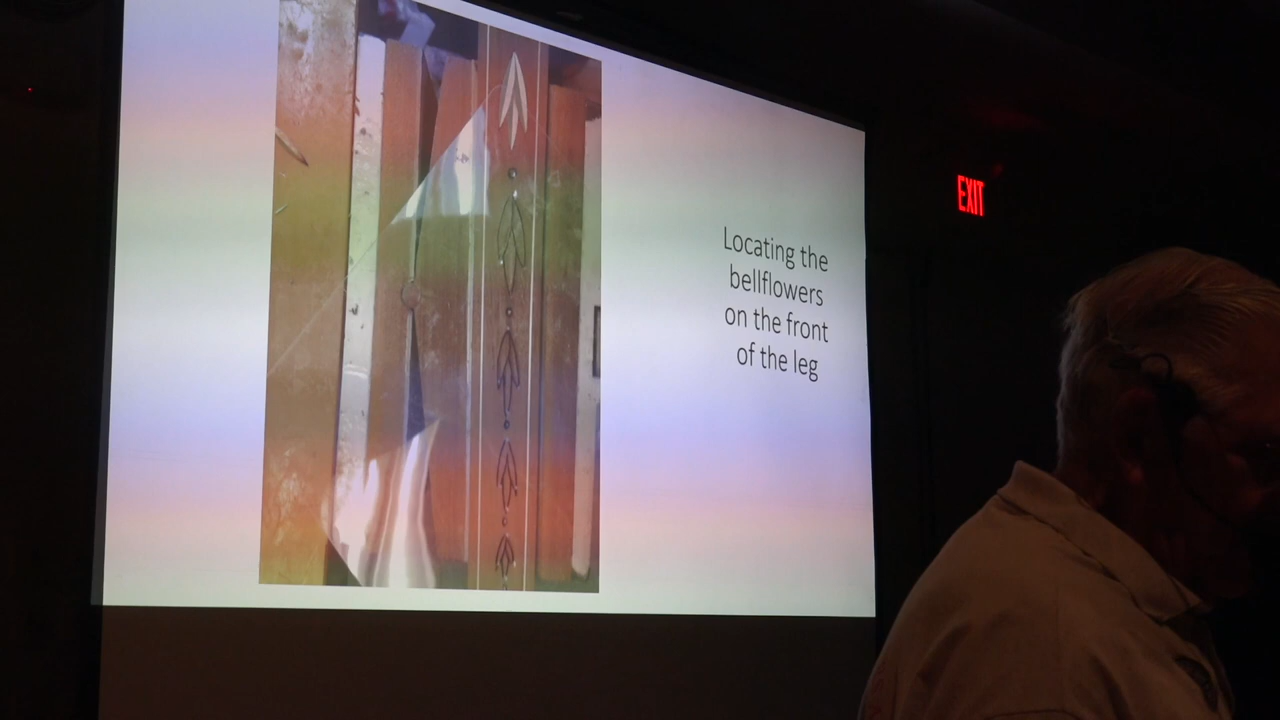 Locating the
bellflowers
on the front
of the leg
EXIT